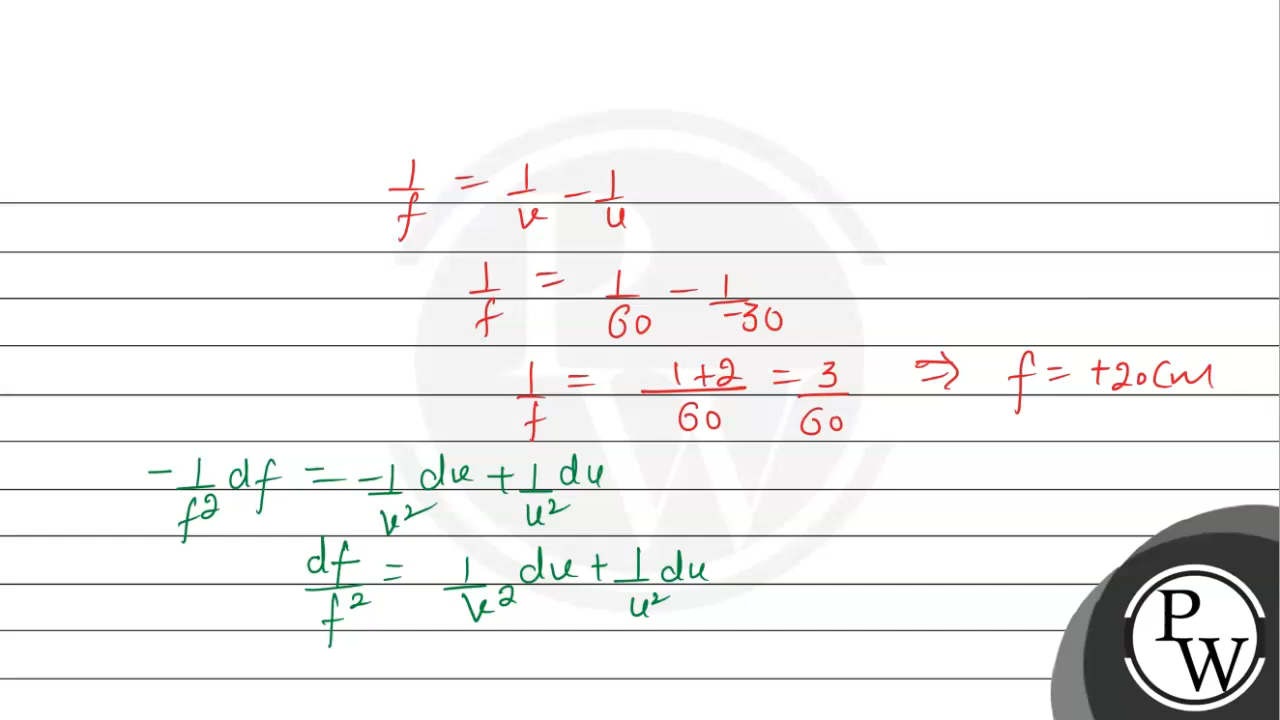 1/f = 1/v - 1/u
1/f = 1/60 - 1/-30
1/f = 1+2/60 = 3/60 ⇒ f = +20cm
-1/f² df = -1/v² dv + 1/u² du
df/f² = 1/v² dv + 1/u² du
PW